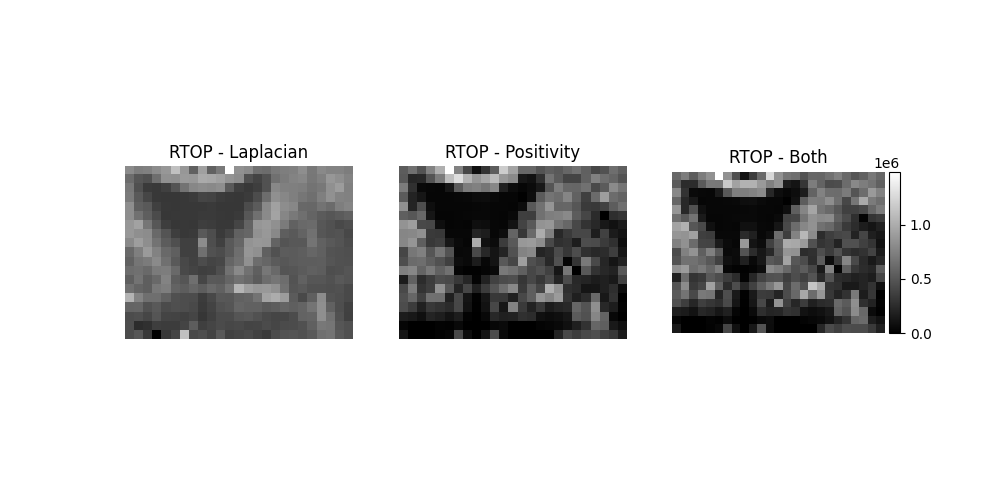 RTOP - Laplacian
RTOP - Positivity
RTOP - Both
1e6
1.0
0.5
0.0